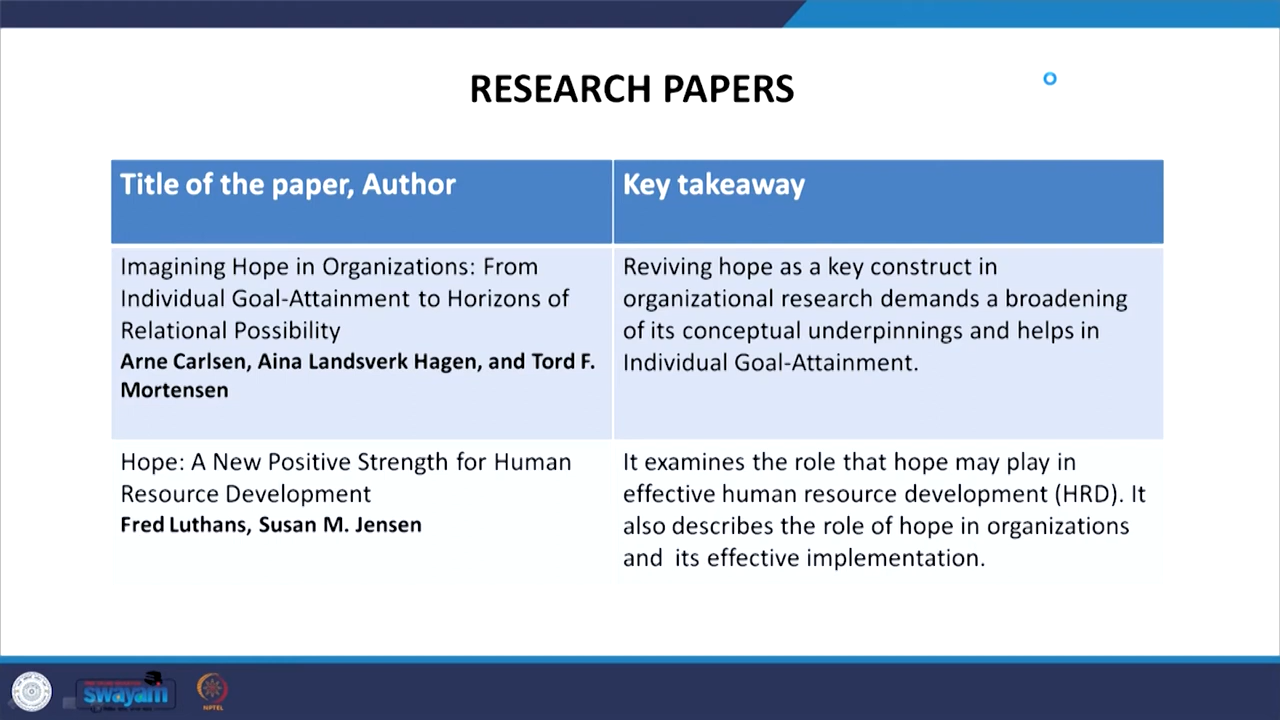 RESEARCH PAPERS
Title of the paper, Author
Key takeaway
Imagining Hope in Organizations: From
Individual Goal-Attainment to Horizons of
Relational Possibility
Arne Carlsen, Aina Landsverk Hagen, and Tord F.
Mortensen
Reviving hope as a key construct in
organizational research demands a broadening
of its conceptual underpinnings and helps in
Individual Goal-Attainment.
Hope: A New Positive Strength for Human
Resource Development
Fred Luthans, Susan M. Jensen
It examines the role that hope may play in
effective human resource development (HRD). It
also describes the role of hope in organizations
and its effective implementation.
swayam
NPTEL